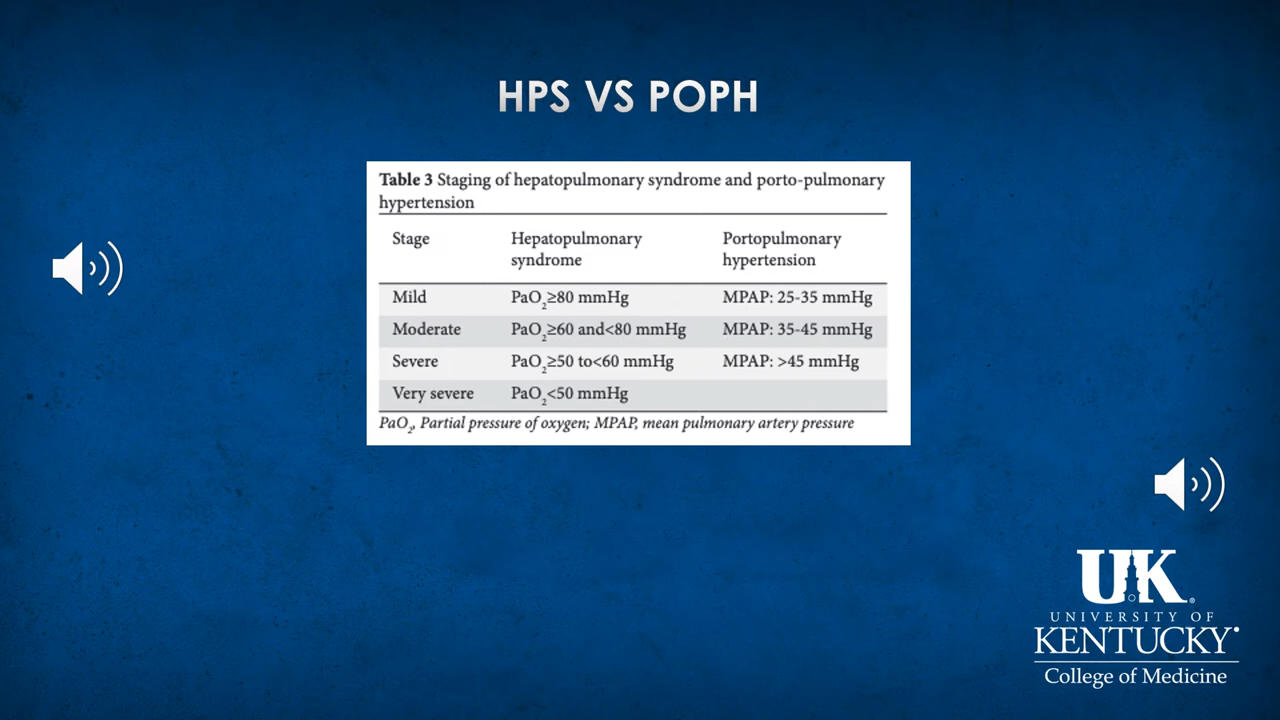 HPS VS POPH
Table 3 Staging of hepatopulmonary syndrome and porto-pulmonary
hypertension
Stage Hepatopulmonary syndrome Portopulmonary hypertension
Mild PaO2≥80 mmHg MPAP: 25-35 mmHg
Moderate PaO2≥60 and<80 mmHg MPAP: 35-45 mmHg
Severe PaO2≥50 to<60 mmHg MPAP: >45 mmHg
Very severe PaO2<50 mmHg
PaO2, Partial pressure of oxygen; MPAP, mean pulmonary artery pressure
UK®
UNIVERSITY OF
KENTUCKY
College of Medicine